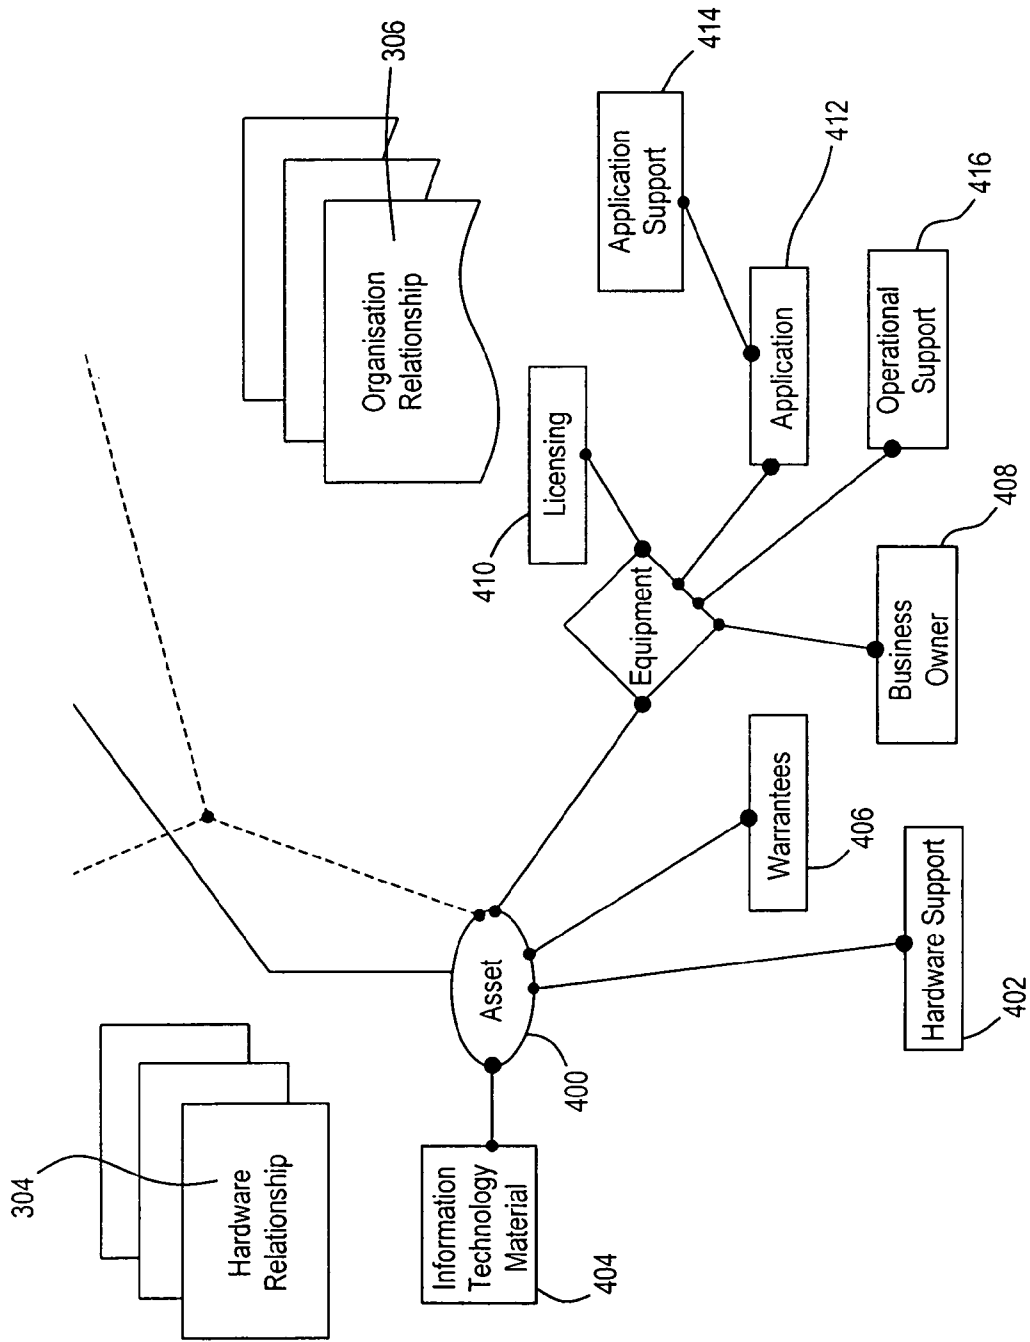 304
Hardware
Relationship
Information
Technology
Material
404
Asset
400
Hardware Support
402
Warrantees
406
Equipment
Licensing
410
Business
Owner
408
Operational
Support
416
Application
412
Application
Support
414
Organisation
Relationship
306